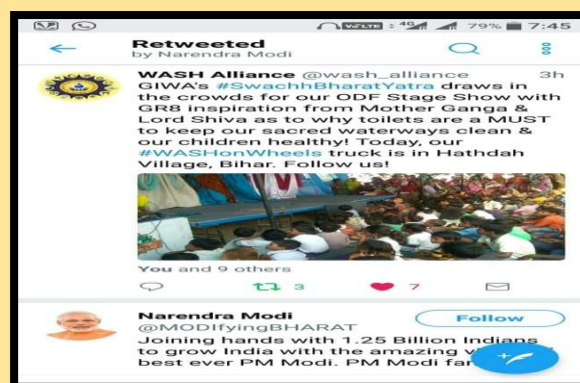 VoLTE 4G 79% 7:45
Retweeted
by Narendra Modi
WASH Alliance @wash_alliance 3h
GIWA's #SwachhBharatYatra draws in
the crowds for our ODF Stage Show with
GR8 inspiration from Mother Ganga &
Lord Shiva as to why toilets are a MUST
to keep our sacred waterways clean &
our children healthy! Today, our
#WASHonWheels truck is in Hathdah
Village, Bihar. Follow us!
You and 9 others
3 7
Narendra Modi Follow
@MODIfyingBHARAT
Joining hands with 1.25 Billion Indians
to grow India with the amazing
best ever PM Modi. PM Modi